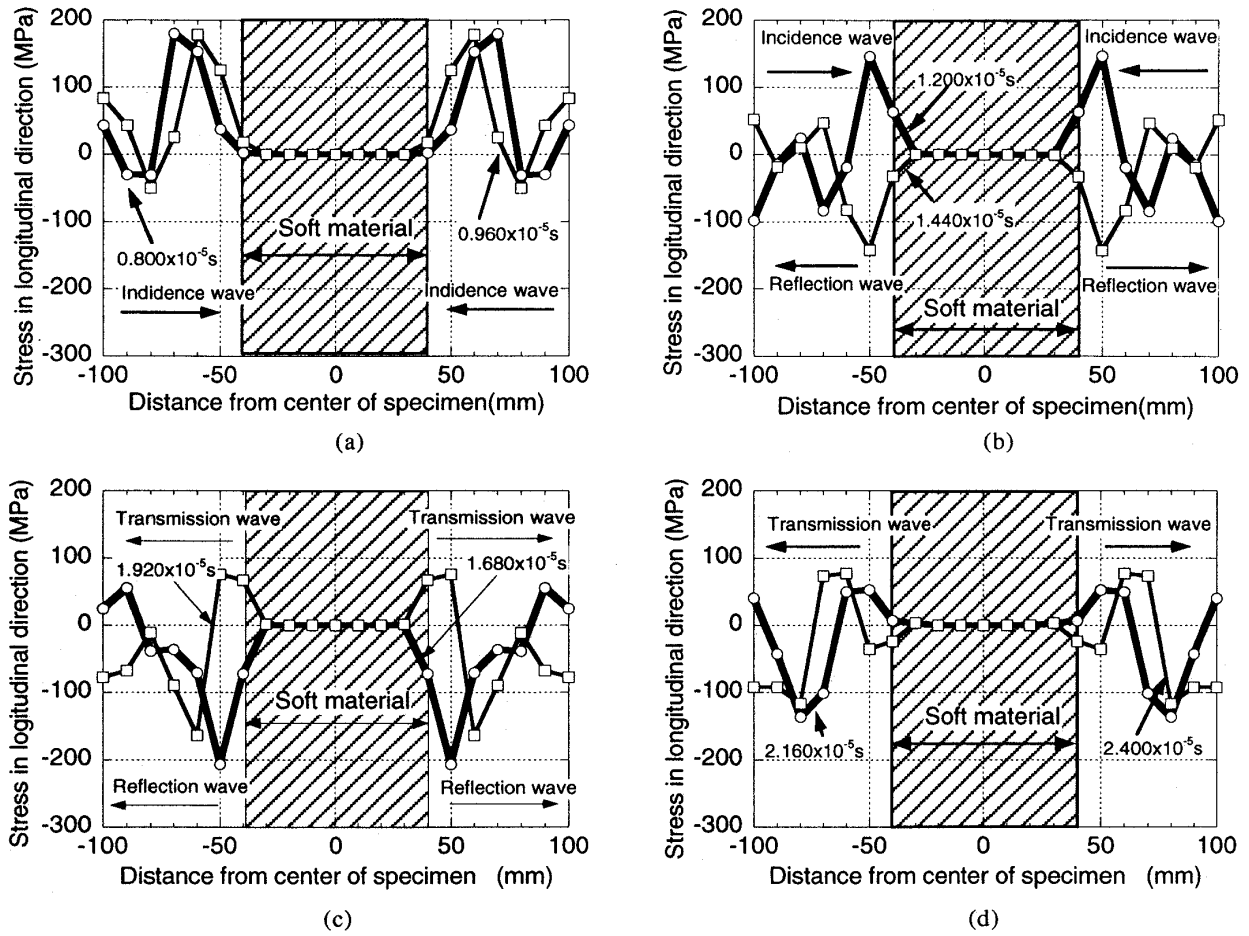 Stress in longitudinal direction (MPa)
200
100
0
-100
-200
-300
Soft material
0.800x10-5s
0.960x10-5s
Indidence wave
Indidence wave
-100 -50 0 50 100
Distance from center of specimen(mm)
(a)
Stress in logitudinal direction (MPa)
200
100
0
-100
-200
-300
Incidence wave
Incidence wave
1.200x10-5s
1.440x10-5s
Reflection wave
Reflection wave
Soft material
-100 -50 0 50 100
Distance from center of specimen(mm)
(b)
Stress in logitudinal direction (MPa)
200
100
0
-100
-200
-300
Transmission wave
Transmission wave
1.920x10-5s
1.680x10-5s
Soft material
Reflection wave
Reflection wave
-100 -50 0 50 100
Distance from center of specimen (mm)
(c)
Stress in longitudinal direction (MPa)
200
100
0
-100
-200
-300
Transmission wave
Transmission wave
Soft material
2.160x10-5s
2.400x10-5s
-100 -50 0 50 100
Distance from center of specimen (mm)
(d)